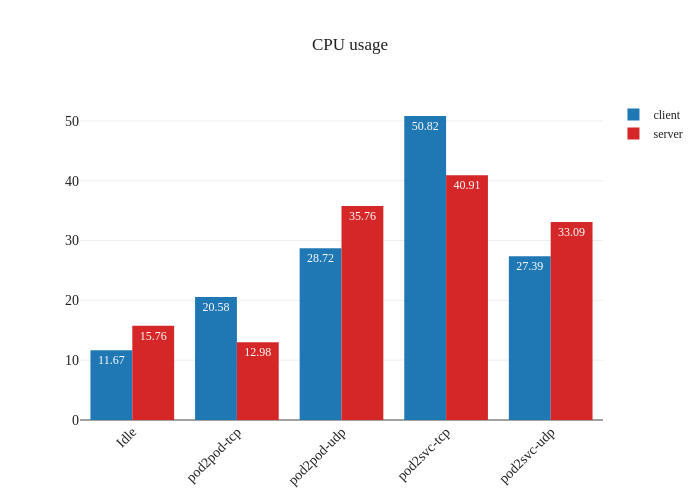 CPU usage
client
server
50
40
30
20
10
0
11.67
15.76
20.58
12.98
28.72
35.76
50.82
40.91
27.39
33.09
Idle
pod2pod-tcp
pod2pod-udp
pod2svc-tcp
pod2svc-udp